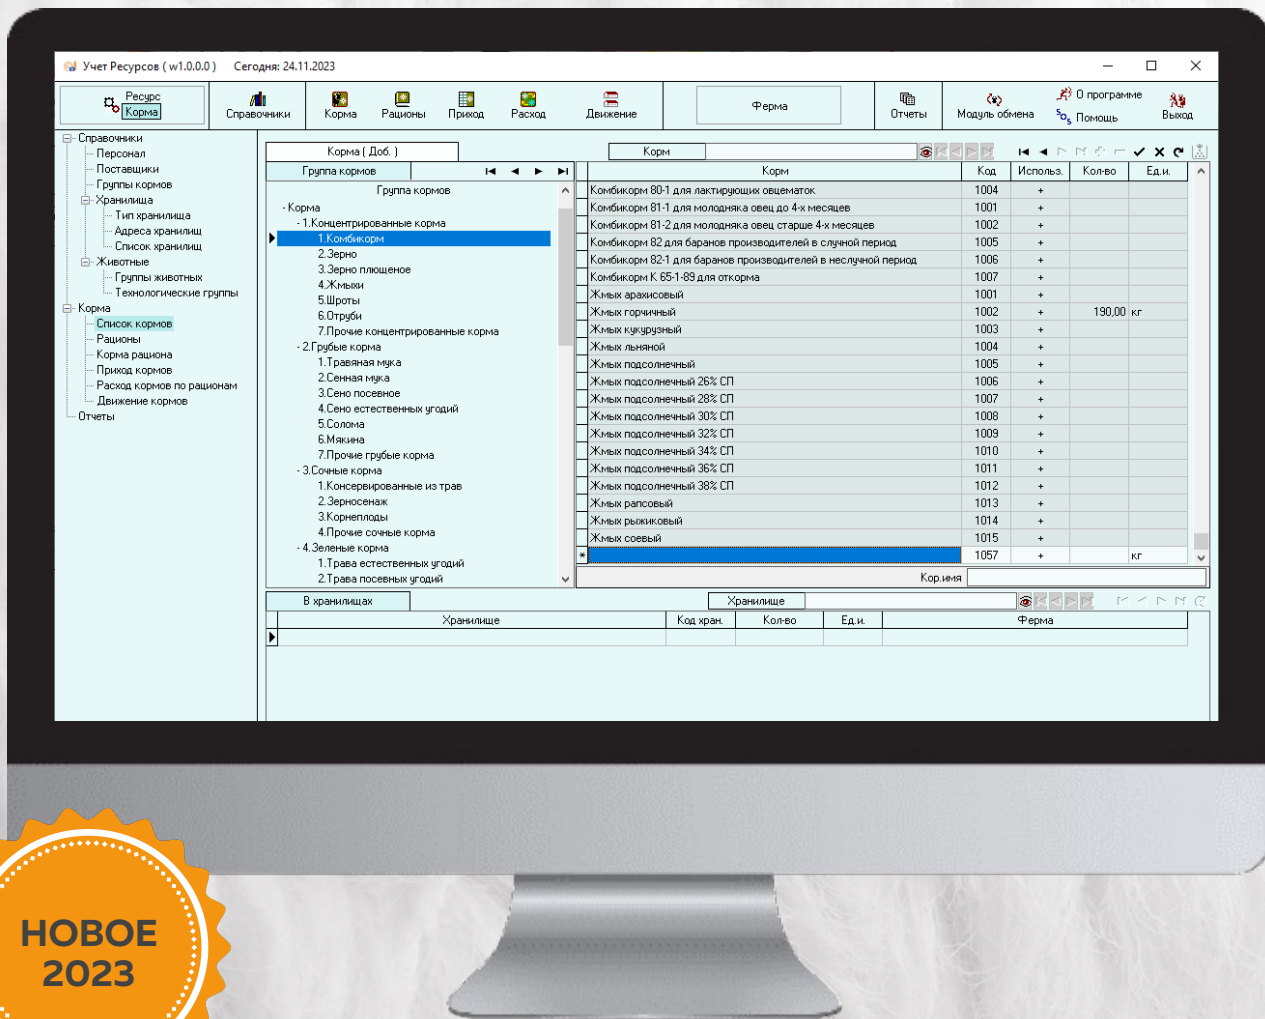 Учет Ресурсов ( w1.0.0.0 ) Сегодня: 24.11.2023
Ресурс
Корма
Справочники
Корма
Рационы
Приход
Расход
Движение
Ферма
Отчеты
Модуль обмена
О программе
SOS Помощь
Выход
Справочники
Персонал
Поставщики
Группы кормов
Хранилища
Тип хранилища
Адреса хранилищ
Список хранилищ
Животные
Группы животных
Технологические группы
Корма
Список кормов
Рационы
Корма рациона
Приход кормов
Расход кормов по рационам
Движение кормов
Отчеты
Корма ( Доб. )
Группа кормов
Группа кормов
- Корма
- 1.Концентрированные корма
1.Комбикорм
2.Зерно
3.Зерно плющеное
4.Жмыхи
5.Шроты
6.Отруби
7.Прочие концентрированные корма
- 2.Грубые корма
1.Травяная мука
2.Сенная мука
3.Сено посевное
4.Сено естественных угодий
5.Солома
6.Мякина
7.Прочие грубые корма
- 3.Сочные корма
1.Консервированные из трав
2.Зерносенаж
3.Корнеплоды
4.Прочие сочные корма
- 4.Зеленые корма
1.Трава естественных угодий
2.Трава посевных угодий
Корм
Корм Код Использ. Кол-во Ед.и.
Комбикорм 80-1 для лактирующих овцематок 1004 +
Комбикорм 81-1 для молодняка овец до 4-х месяцев 1001 +
Комбикорм 81-2 для молодняка овец старше 4-х месяцев 1002 +
Комбикорм 82 для баранов производителей в случной период 1005 +
Комбикорм 82-1 для баранов производителей в неслучной период 1006 +
Комбикорм К 65-1-89 для откорма 1007 +
Жмых арахисовый 1001 +
Жмых горчичный 1002 + 190,00 кг
Жмых кукурузный 1003 +
Жмых льняной 1004 +
Жмых подсолнечный 1005 +
Жмых подсолнечный 26% СП 1006 +
Жмых подсолнечный 28% СП 1007 +
Жмых подсолнечный 30% СП 1008 +
Жмых подсолнечный 32% СП 1009 +
Жмых подсолнечный 34% СП 1010 +
Жмых подсолнечный 36% СП 1011 +
Жмых подсолнечный 38% СП 1012 +
Жмых рапсовый 1013 +
Жмых рыжиковый 1014 +
Жмых соевый 1015 +
* 1057 + кг
Кор.имя
В хранилищах
Хранилище
Хранилище Код хран. Кол-во Ед.и. Ферма
НОВОЕ
2023